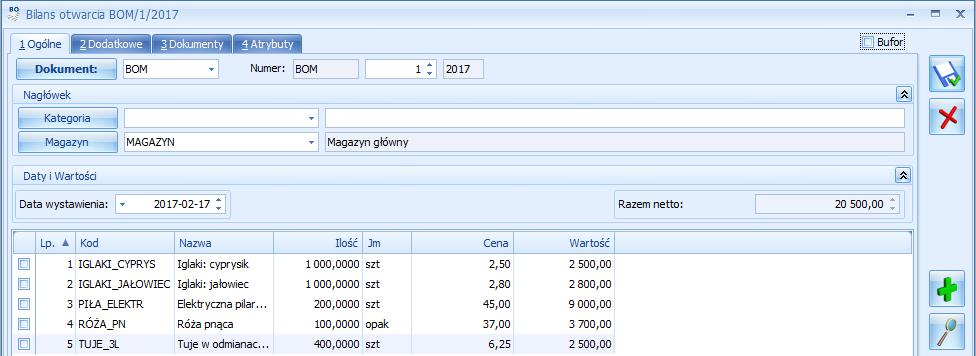 BO
Bilans otwarcia BOM/1/2017
1 Ogólne 2 Dodatkowe 3 Dokumenty 4 Atrybuty Bufor
Dokument: BOM Numer: BOM 1 2017
Nagłówek
Kategoria
Magazyn MAGAZYN Magazyn główny
Daty i Wartości
Data wystawienia: 2017-02-17 Razem netto: 20 500,00
Lp. Kod Nazwa Ilość Jm Cena Wartość
1 IGLAKI_CYPRYS Iglaki: cyprysik 1 000,0000 szt 2,50 2 500,00
2 IGLAKI_JAŁOWIEC Iglaki: jałowiec 1 000,0000 szt 2,80 2 800,00
3 PIŁA_ELEKTR Elektryczna pilar... 200,0000 szt 45,00 9 000,00
4 RÓŻA_PN Róża pnąca 100,0000 opak 37,00 3 700,00
5 TUJE_3L Tuje w odmianac... 400,0000 szt 6,25 2 500,00